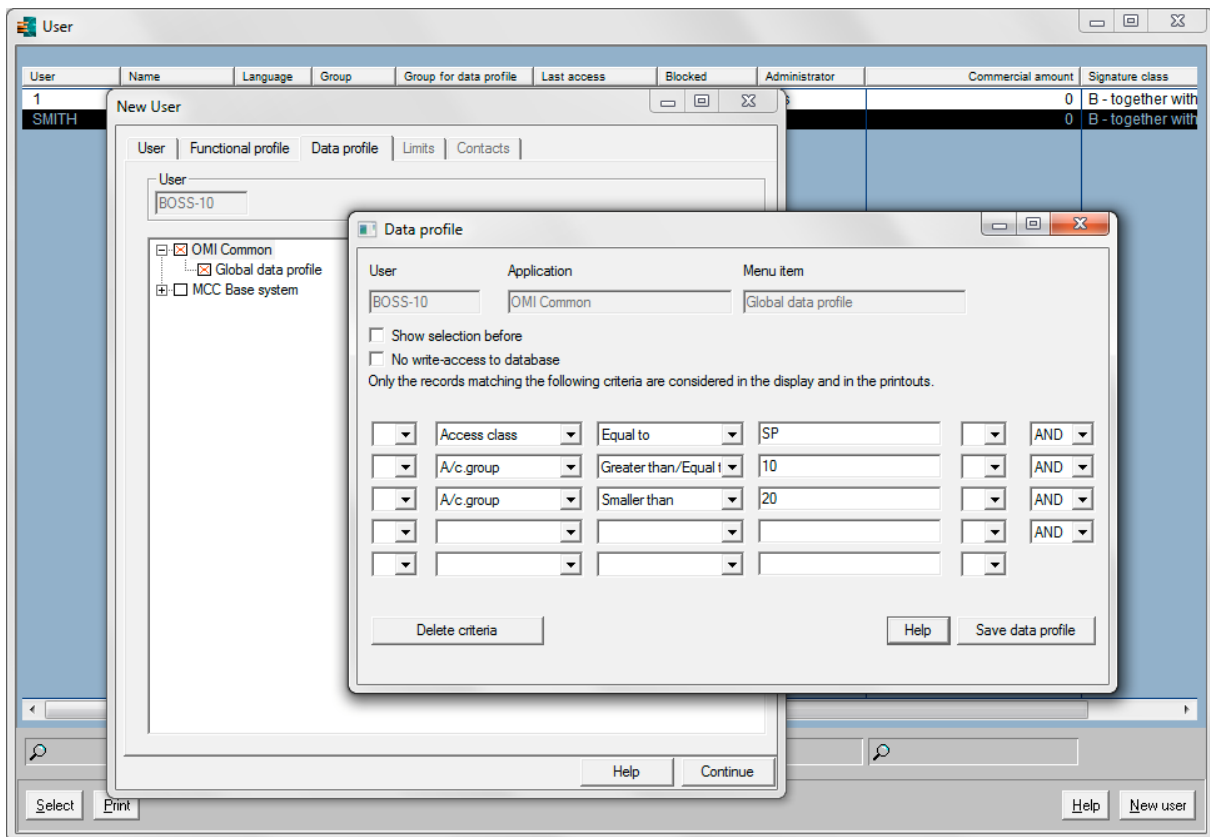 User
User Name Language Group Group for data profile Last access Blocked Administrator Commercial amount Signature class
1 0 B - together with
SMITH 0 B - together with
New User
User Functional profile Data profile Limits Contacts
User
BOSS-10
OMI Common
Global data profile
MCC Base system
Data profile
User Application Menu item
BOSS-10 OMI Common Global data profile
Show selection before
No write-access to database
Only the records matching the following criteria are considered in the display and in the printouts.
Access class Equal to SP AND
A/c.group Greater than/Equal 10 AND
A/c.group Smaller than 20 AND
AND
Delete criteria Help Save data profile
Help Continue
Select Print Help New user